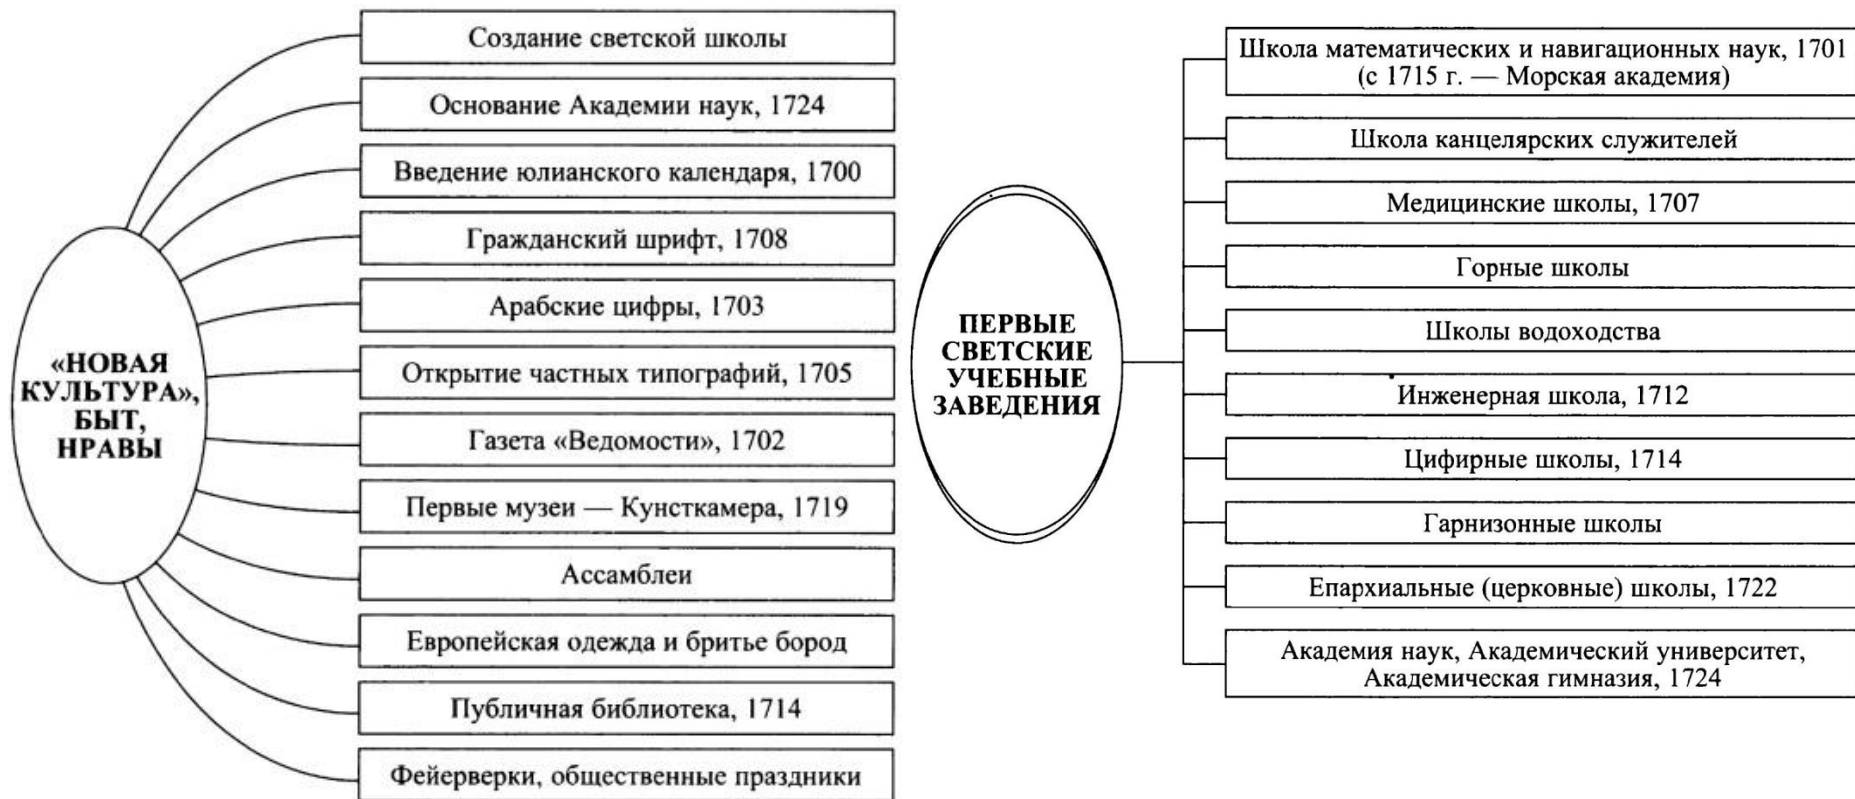 «НОВАЯ
КУЛЬТУРА»,
БЫТ,
НРАВЫ
Создание светской школы
Основание Академии наук, 1724
Введение юлианского календаря, 1700
Гражданский шрифт, 1708
Арабские цифры, 1703
Открытие частных типографий, 1705
Газета «Ведомости», 1702
Первые музеи — Кунсткамера, 1719
Ассамблеи
Европейская одежда и бритье бород
Публичная библиотека, 1714
Фейерверки, общественные праздники
ПЕРВЫЕ
СВЕТСКИЕ
УЧЕБНЫЕ
ЗАВЕДЕНИЯ
Школа математических и навигационных наук, 1701
(с 1715 г. — Морская академия)
Школа канцелярских служителей
Медицинские школы, 1707
Горные школы
Школы водоходства
Инженерная школа, 1712
Цифирные школы, 1714
Гарнизонные школы
Епархиальные (церковные) школы, 1722
Академия наук, Академический университет,
Академическая гимназия, 1724